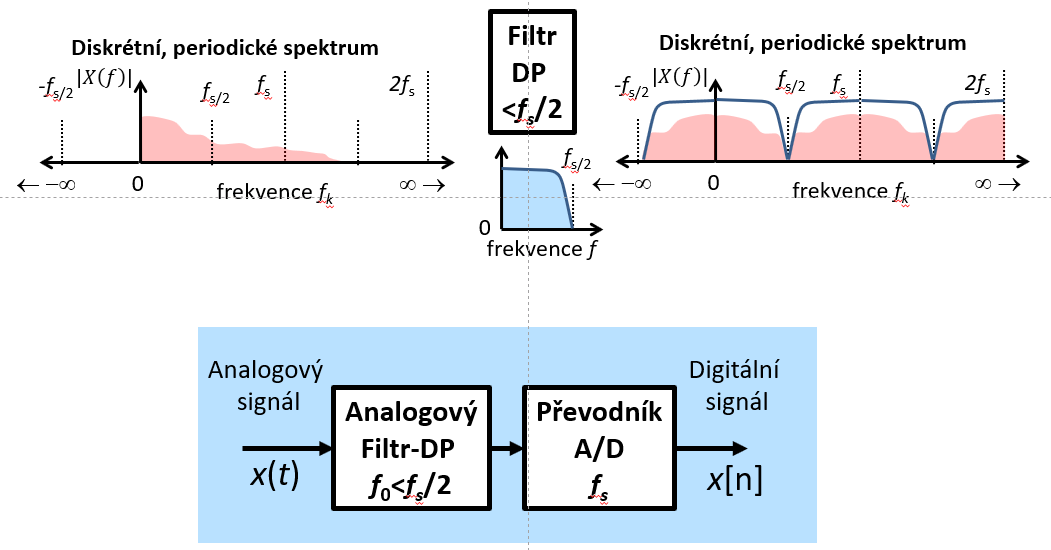 Diskrétní, periodické spektrum
|X(f)|
-fs/2
fs/2
fs
2fs
← −∞
0
frekvence fk
∞ →
Filtr
DP
<fs/2
fs/2
0
frekvence f
Diskrétní, periodické spektrum
-fs/2
|X(f)|
fs/2
fs
2fs
← −∞
0
frekvence fk
∞ →
Analogový
signál
x(t)
Analogový
Filtr-DP
f0<fs/2
Převodník
A/D
fs
Digitální
signál
x[n]